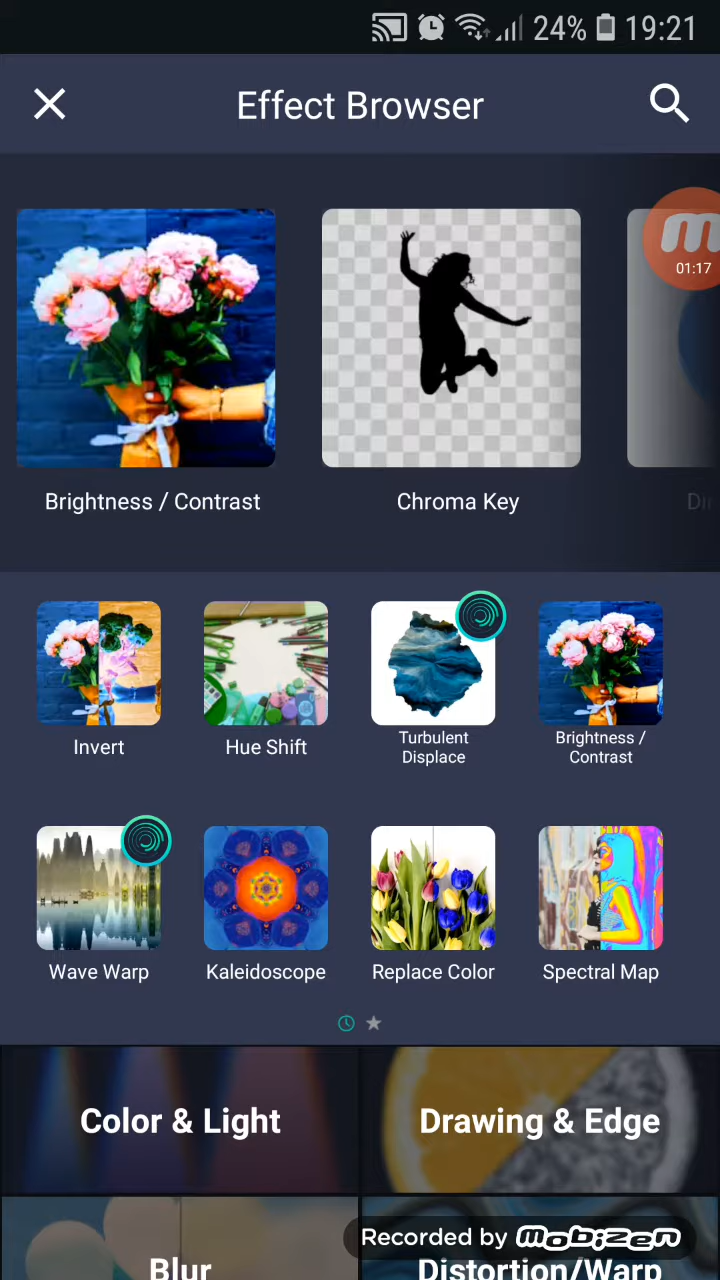 24% 19:21
Effect Browser
01:17
Brightness / Contrast
Chroma Key
Invert
Hue Shift
Turbulent
Displace
Brightness /
Contrast
Wave Warp
Kaleidoscope
Replace Color
Spectral Map
Color & Light
Drawing & Edge
Recorded by mobizen
Blur
Distortion/Warp